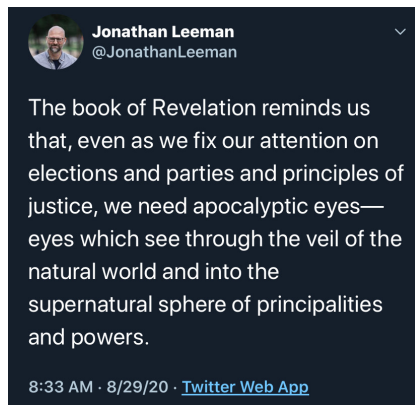 Jonathan Leeman
@JonathanLeeman
The book of Revelation reminds us
that, even as we fix our attention on
elections and parties and principles of
justice, we need apocalyptic eyes—
eyes which see through the veil of the
natural world and into the
supernatural sphere of principalities
and powers.
8:33 AM · 8/29/20 · Twitter Web App